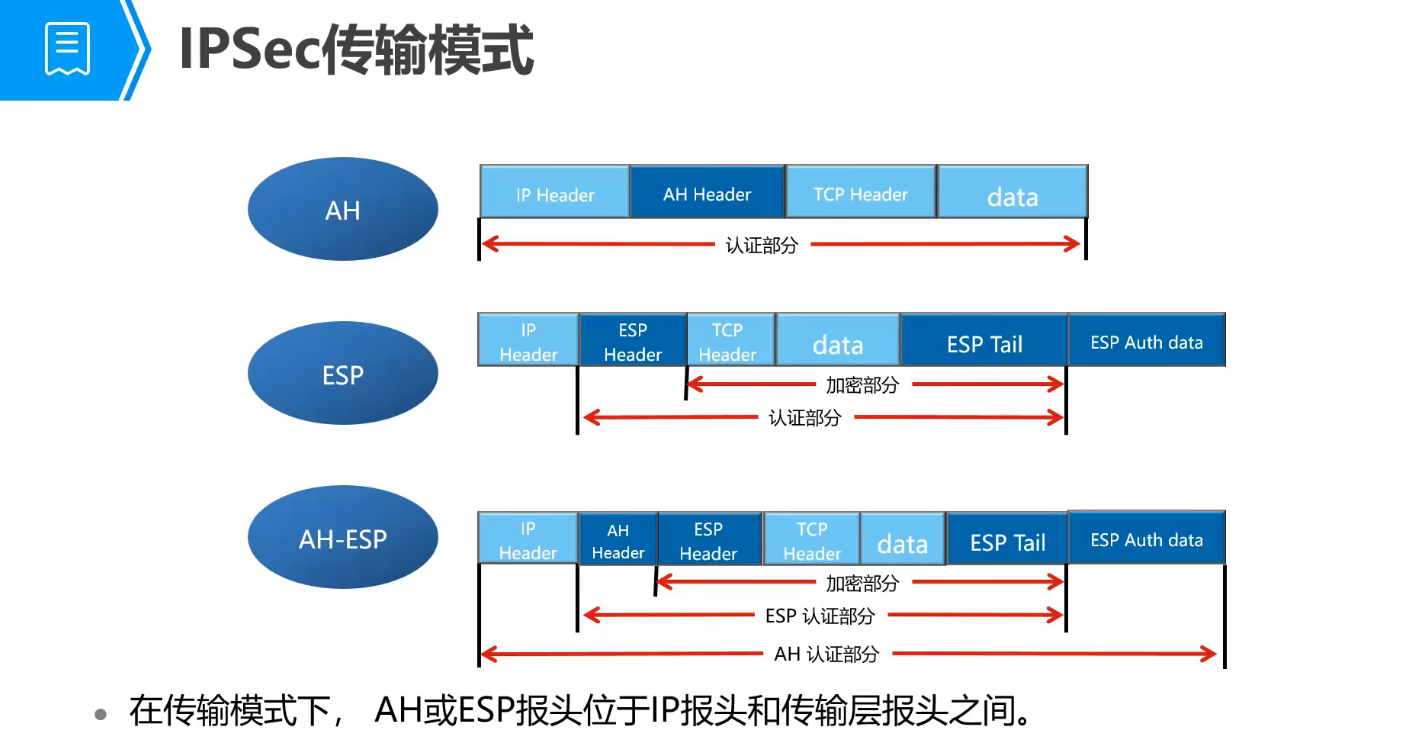 IPSec传输模式
AH
IP Header
AH Header
TCP Header
data
认证部分
ESP
IP
Header
ESP
Header
TCP
Header
data
ESP Tail
ESP Auth data
加密部分
认证部分
AH-ESP
IP
Header
AH
Header
ESP
Header
TCP
Header
data
ESP Tail
ESP Auth data
加密部分
ESP 认证部分
AH 认证部分
在传输模式下， AH或ESP报头位于IP报头和传输层报头之间。